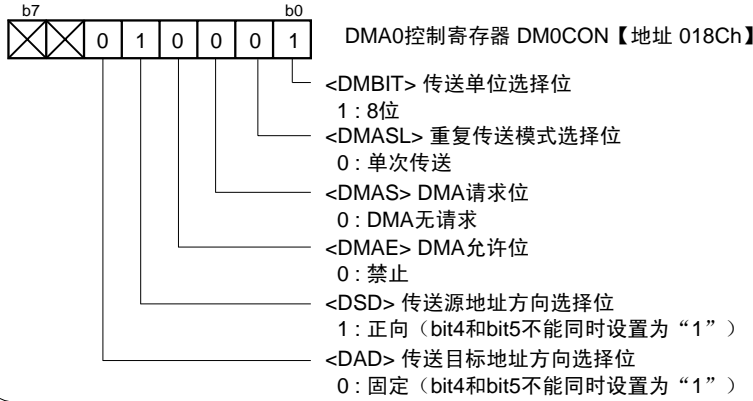 b7 b0
0 1 0 0 0 1 DMA0控制寄存器 DM0CON【地址 018Ch】
<DMBIT> 传送单位选择位
1 : 8位
<DMASL> 重复传送模式选择位
0 : 单次传送
<DMAS> DMA请求位
0 : DMA无请求
<DMAE> DMA允许位
0 : 禁止
<DSD> 传送源地址方向选择位
1 : 正向（bit4和bit5不能同时设置为“1”）
<DAD> 传送目标地址方向选择位
0 : 固定（bit4和bit5不能同时设置为“1”）